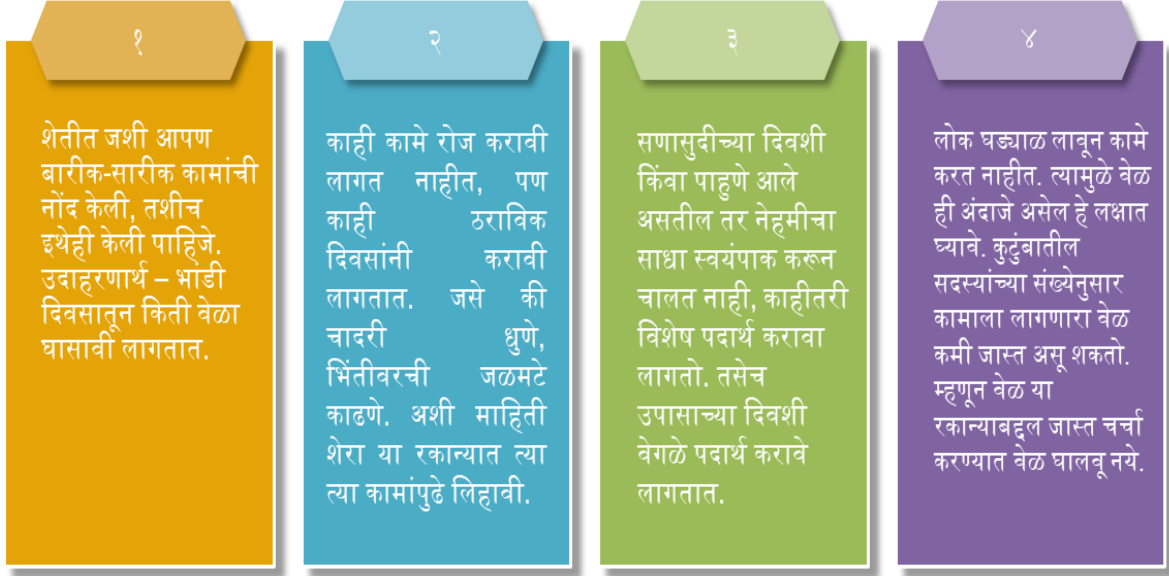 १
शेतीत जशी आपण
बारीक-सारीक कामांची
नोंद केली, तशीच
इथेही केली पाहिजे.
उदाहरणार्थ – भांडी
दिवसातून किती वेळा
घासावी लागतात.
२
काही कामे रोज करावी
लागत नाहीत, पण
काही ठराविक
दिवसांनी करावी
लागतात. जसे की
चादरी धुणे,
भिंतीवरची जळमटे
काढणे. अशी माहिती
शेरा या रकान्यात त्या
त्या कामांपुढे लिहावी.
३
सणासुदीच्या दिवशी
किंवा पाहुणे आले
असतील तर नेहमीचा
साधा स्वयंपाक करून
चालत नाही, काहीतरी
विशेष पदार्थ करावा
लागतो. तसेच
उपासाच्या दिवशी
वेगळे पदार्थ करावे
लागतात.
४
लोक घड्याळ लावून कामे
करत नाहीत. त्यामुळे वेळ
ही अंदाजे असेल हे लक्षात
घ्यावे. कुटुंबातील
सदस्यांच्या संख्येनुसार
कामाला लागणारा वेळ
कमी जास्त असू शकतो.
म्हणून वेळ या
रकान्याबद्दल जास्त चर्चा
करण्यात वेळ घालवू नये.